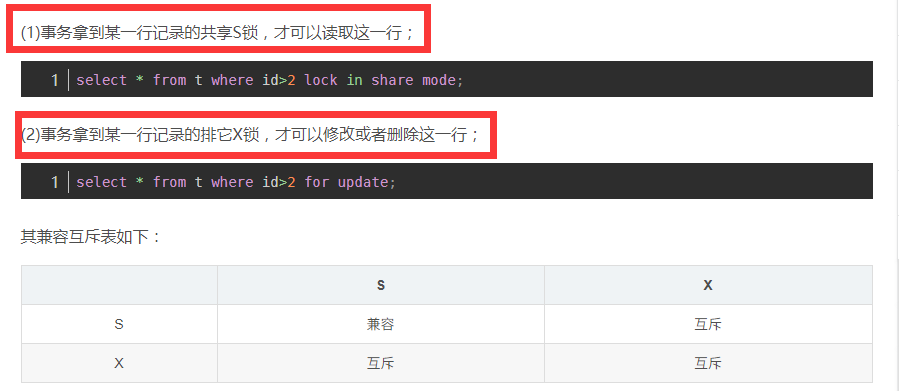 (1)事务拿到某一行记录的共享S锁，才可以读取这一行；
1 select * from t where id>2 lock in share mode;
(2)事务拿到某一行记录的排它X锁，才可以修改或者删除这一行；
1 select * from t where id>2 for update;
其兼容互斥表如下：
S X
S 兼容 互斥
X 互斥 互斥